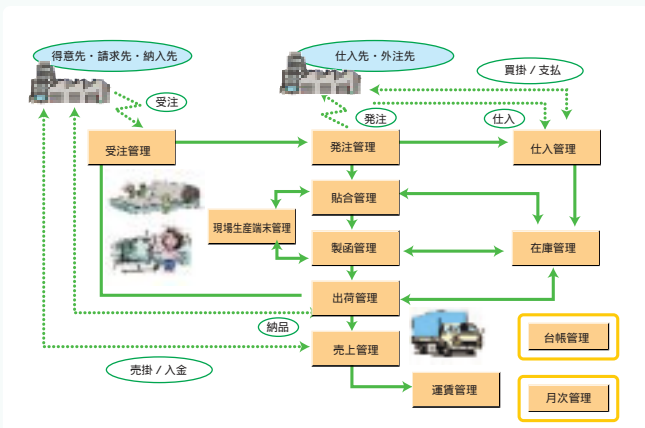 得意先・請求先・納入先
仕入先・外注先
買掛 / 支払
受注
発注
仕入
受注管理
発注管理
仕入管理
貼合管理
現場生産端末管理
製函管理
在庫管理
出荷管理
納品
売上管理
台帳管理
売掛 / 入金
運賃管理
月次管理